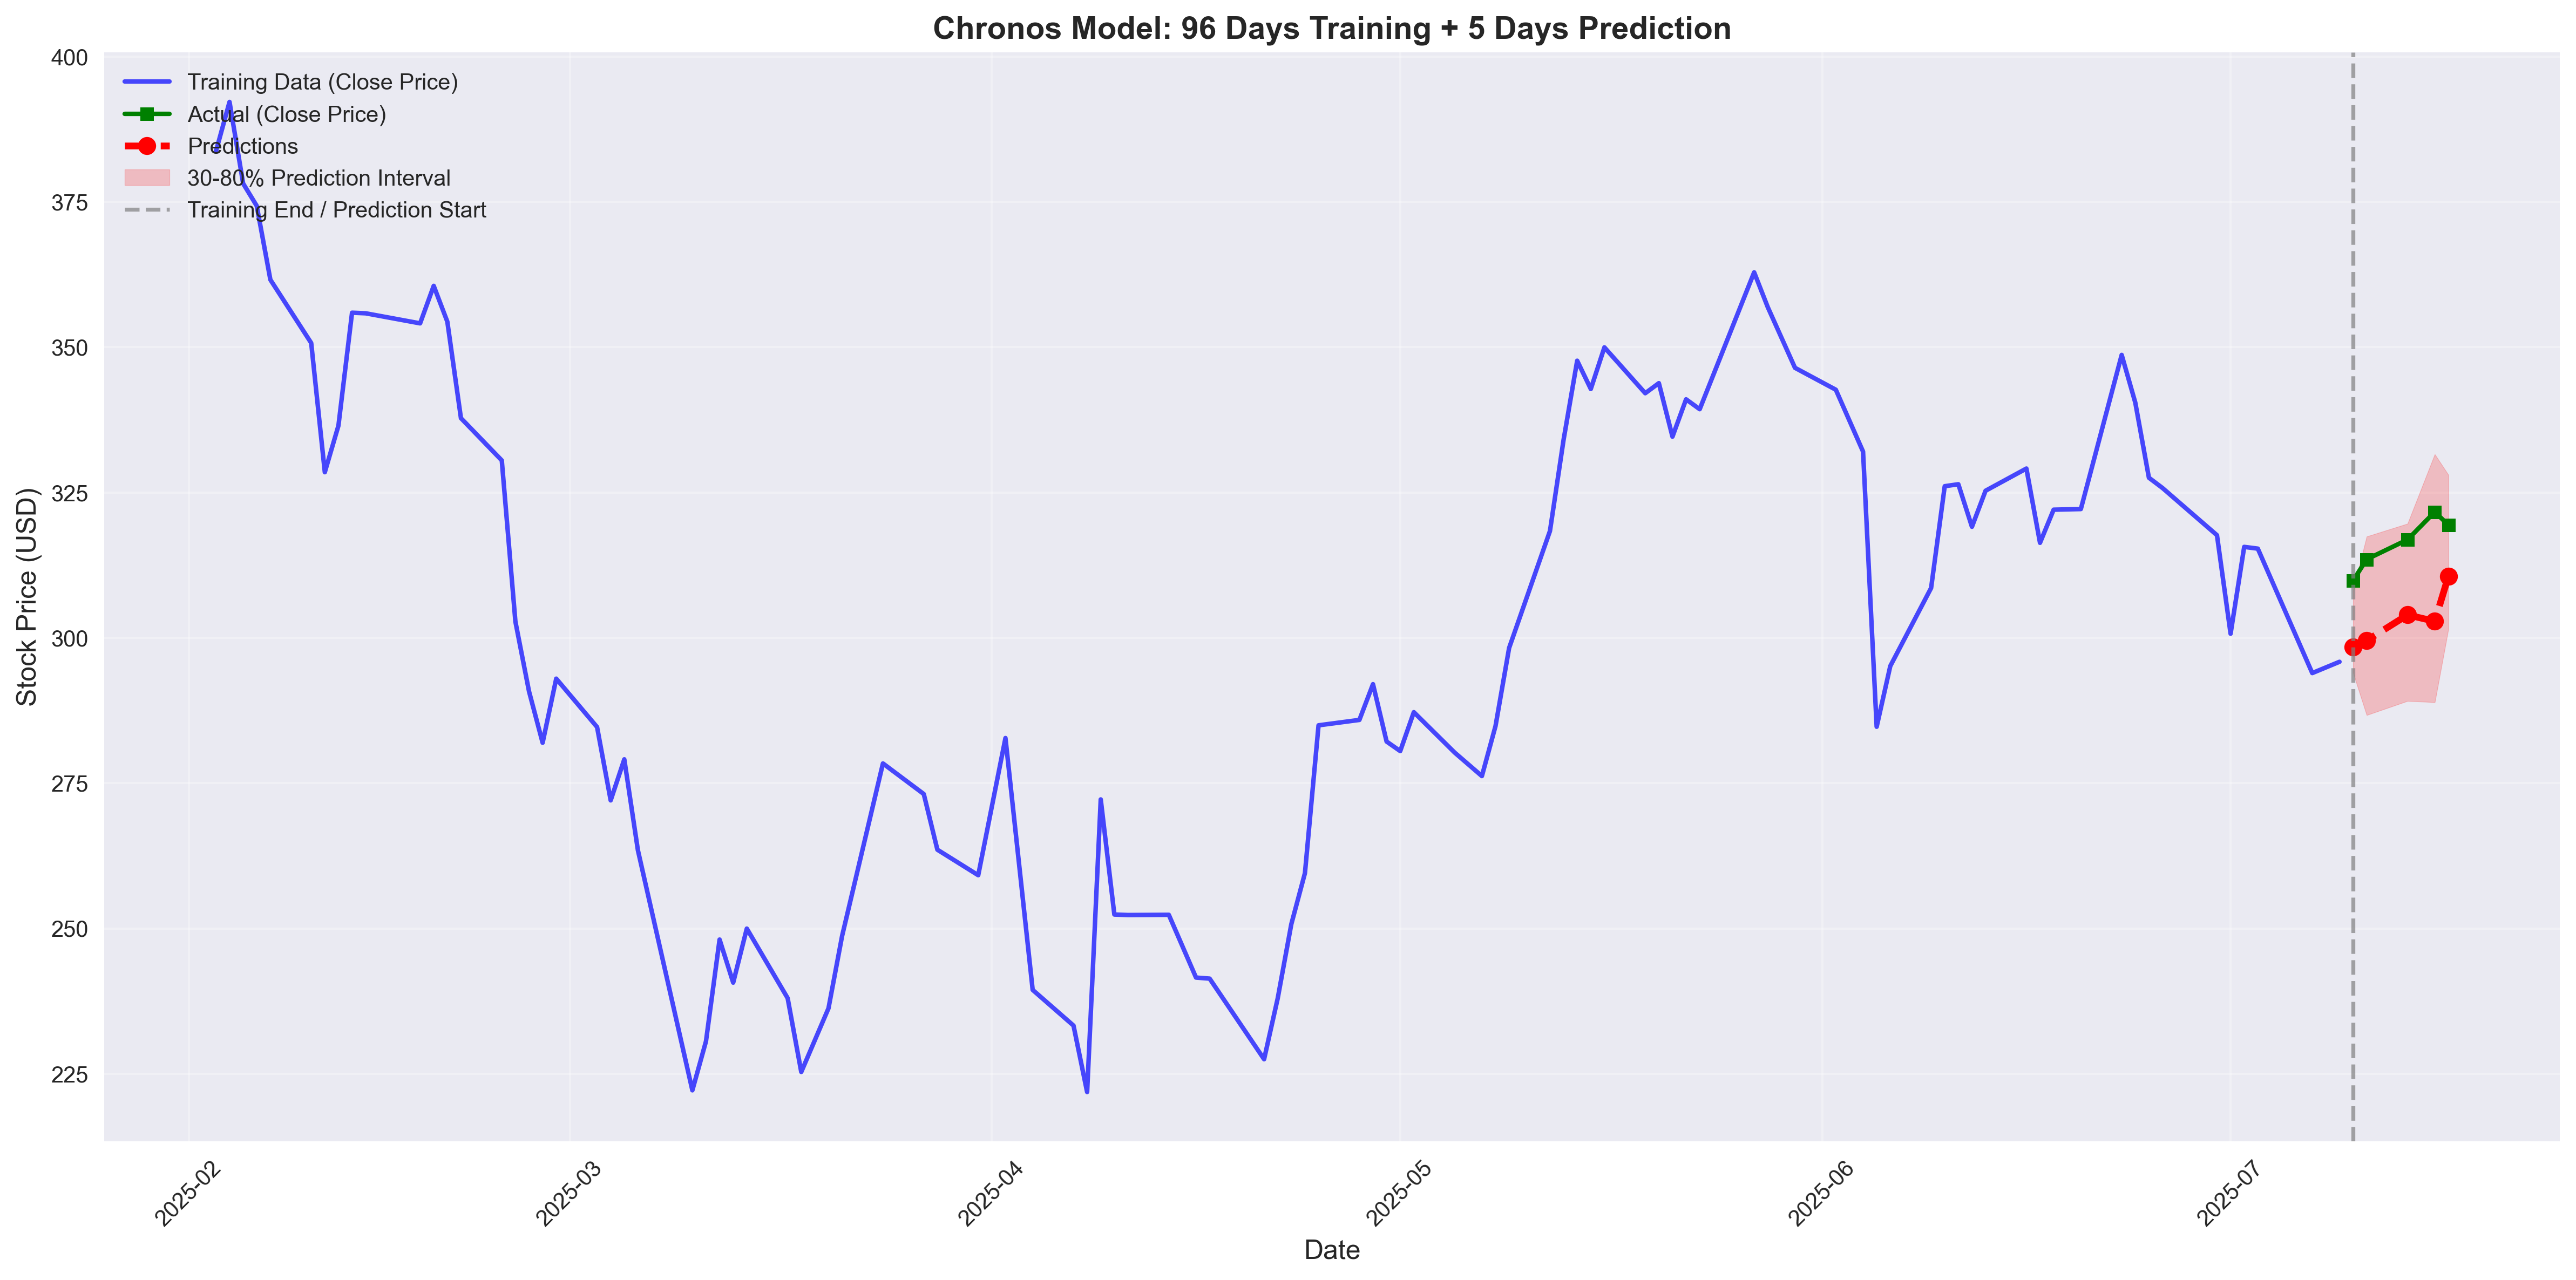 Chronos Model: 96 Days Training + 5 Days Prediction
Training Data (Close Price)
Actual (Close Price)
Predictions
30-80% Prediction Interval
Training End / Prediction Start
Stock Price (USD)
400
375
350
325
300
275
250
225
2025-02
2025-03
2025-04
2025-05
2025-06
2025-07
Date